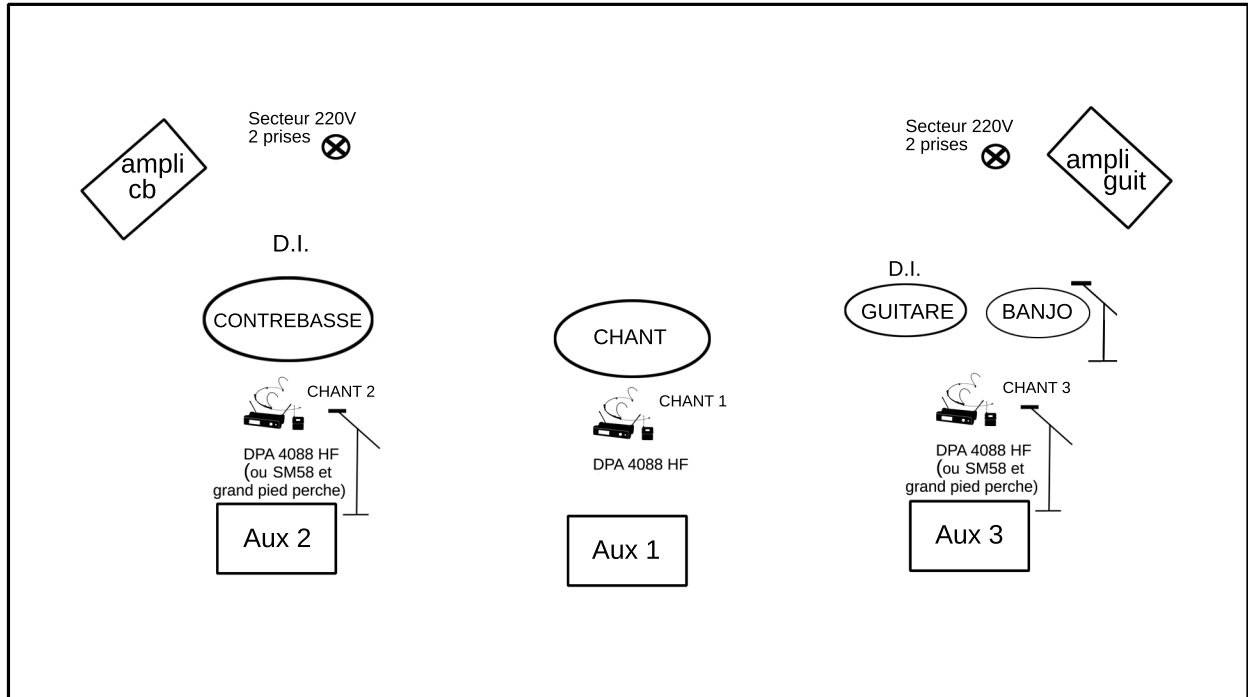 Secteur 220V
2 prises
Secteur 220V
2 prises
ampli
cb
ampli
guit
D.I.
D.I.
CONTREBASSE
CHANT
GUITARE
BANJO
CHANT 2
CHANT 1
CHANT 3
DPA 4088 HF
(ou SM58 et
grand pied perche)
DPA 4088 HF
DPA 4088 HF
(ou SM58 et
grand pied perche)
Aux 2
Aux 1
Aux 3